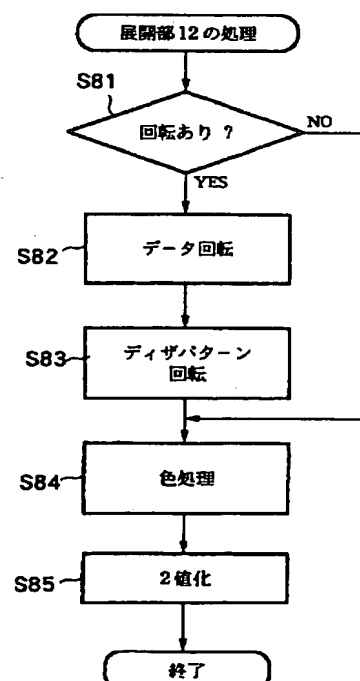 展開部12の処理
S81
回転あり ?
NO
YES
S82
データ回転
S83
ディザパターン
回転
S84
色処理
S85
2値化
終了